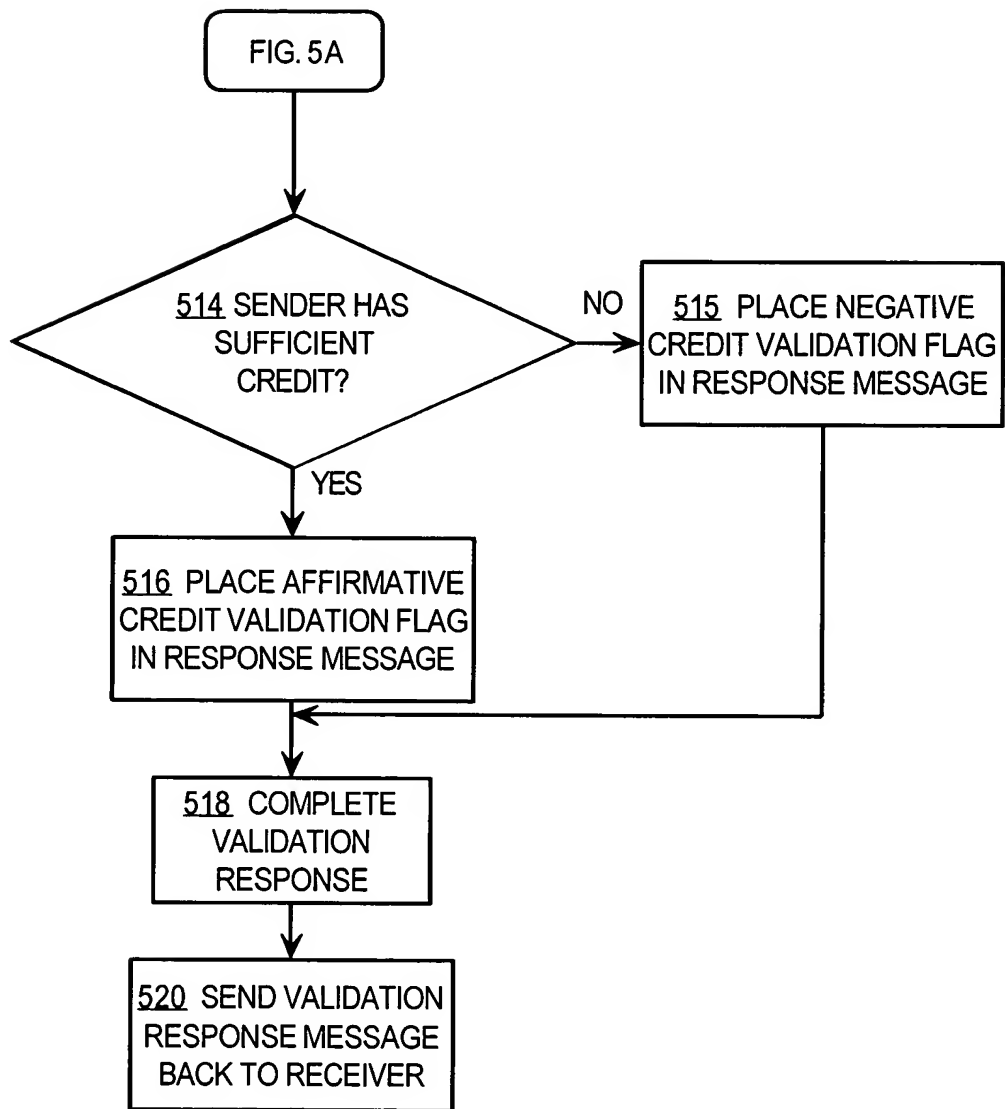 FIG. 5A
514 SENDER HAS
SUFFICIENT
CREDIT?
NO
515 PLACE NEGATIVE
CREDIT VALIDATION FLAG
IN RESPONSE MESSAGE
YES
516 PLACE AFFIRMATIVE
CREDIT VALIDATION FLAG
IN RESPONSE MESSAGE
518 COMPLETE
VALIDATION
RESPONSE
520 SEND VALIDATION
RESPONSE MESSAGE
BACK TO RECEIVER